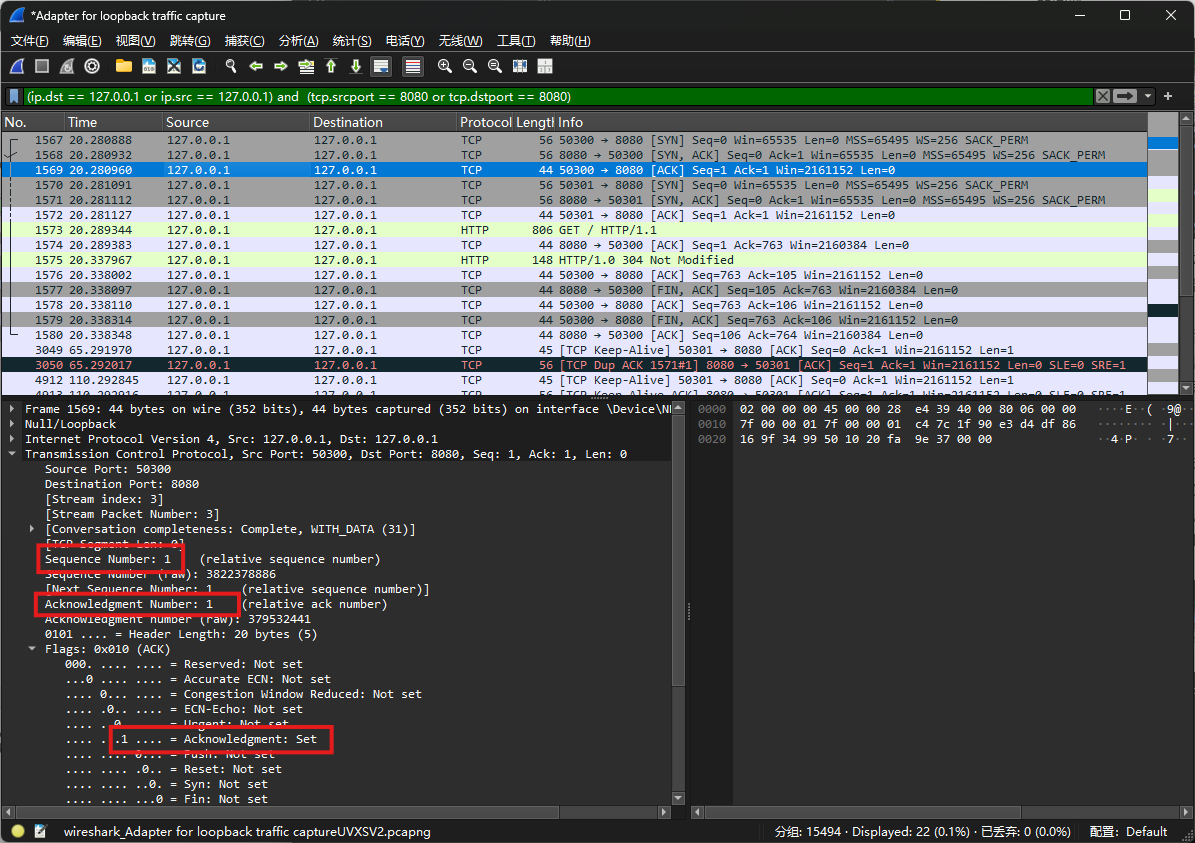 *Adapter for loopback traffic capture
文件(F) 编辑(E) 视图(V) 跳转(G) 捕获(C) 分析(A) 统计(S) 电话(Y) 无线(W) 工具(T) 帮助(H)
(ip.dst == 127.0.0.1 or ip.src == 127.0.0.1) and (tcp.srcport == 8080 or tcp.dstport == 8080)
No. Time Source Destination Protocol Lengtl Info
1567 20.280888 127.0.0.1 127.0.0.1 TCP 56 50300 → 8080 [SYN] Seq=0 Win=65535 Len=0 MSS=65495 WS=256 SACK_PERM
1568 20.280932 127.0.0.1 127.0.0.1 TCP 56 8080 → 50300 [SYN, ACK] Seq=0 Ack=1 Win=65535 Len=0 MSS=65495 WS=256 SACK_PERM
1569 20.280960 127.0.0.1 127.0.0.1 TCP 44 50300 → 8080 [ACK] Seq=1 Ack=1 Win=2161152 Len=0
1570 20.281091 127.0.0.1 127.0.0.1 TCP 56 50301 → 8080 [SYN] Seq=0 Win=65535 Len=0 MSS=65495 WS=256 SACK_PERM
1571 20.281112 127.0.0.1 127.0.0.1 TCP 56 8080 → 50301 [SYN, ACK] Seq=0 Ack=1 Win=65535 Len=0 MSS=65495 WS=256 SACK_PERM
1572 20.281127 127.0.0.1 127.0.0.1 TCP 44 50301 → 8080 [ACK] Seq=1 Ack=1 Win=2161152 Len=0
1573 20.289344 127.0.0.1 127.0.0.1 HTTP 806 GET / HTTP/1.1
1574 20.289383 127.0.0.1 127.0.0.1 TCP 44 8080 → 50300 [ACK] Seq=1 Ack=763 Win=2160384 Len=0
1575 20.337967 127.0.0.1 127.0.0.1 HTTP 148 HTTP/1.0 304 Not Modified
1576 20.338002 127.0.0.1 127.0.0.1 TCP 44 50300 → 8080 [ACK] Seq=763 Ack=105 Win=2161152 Len=0
1577 20.338097 127.0.0.1 127.0.0.1 TCP 44 8080 → 50300 [FIN, ACK] Seq=105 Ack=763 Win=2160384 Len=0
1578 20.338110 127.0.0.1 127.0.0.1 TCP 44 50300 → 8080 [ACK] Seq=763 Ack=106 Win=2161152 Len=0
1579 20.338314 127.0.0.1 127.0.0.1 TCP 44 50300 → 8080 [FIN, ACK] Seq=763 Ack=106 Win=2161152 Len=0
1580 20.338348 127.0.0.1 127.0.0.1 TCP 44 8080 → 50300 [ACK] Seq=106 Ack=764 Win=2160384 Len=0
3049 65.291970 127.0.0.1 127.0.0.1 TCP 45 [TCP Keep-Alive] 50301 → 8080 [ACK] Seq=0 Ack=1 Win=2161152 Len=1
3050 65.292017 127.0.0.1 127.0.0.1 TCP 56 [TCP Dup ACK 1571#1] 8080 → 50301 [ACK] Seq=1 Ack=1 Win=2161152 Len=0 SLE=0 SRE=1
4912 110.292845 127.0.0.1 127.0.0.1 TCP 45 [TCP Keep-Alive] 50301 → 8080 [ACK] Seq=0 Ack=1 Win=2161152 Len=1
Frame 1569: 44 bytes on wire (352 bits), 44 bytes captured (352 bits) on interface \Device\N
Null/Loopback
Internet Protocol Version 4, Src: 127.0.0.1, Dst: 127.0.0.1
Transmission Control Protocol, Src Port: 50300, Dst Port: 8080, Seq: 1, Ack: 1, Len: 0
Source Port: 50300
Destination Port: 8080
[Stream index: 3]
[Stream Packet Number: 3]
[Conversation completeness: Complete, WITH_DATA (31)]
[TCP Segment Len: 0]
Sequence Number: 1 (relative sequence number)
Sequence Number (raw): 3822378886
[Next Sequence Number: 1 (relative sequence number)]
Acknowledgment Number: 1 (relative ack number)
Acknowledgment number (raw): 379532441
0101 .... = Header Length: 20 bytes (5)
Flags: 0x010 (ACK)
000. .... .... = Reserved: Not set
...0 .... .... = Accurate ECN: Not set
.... 0... .... = Congestion Window Reduced: Not set
.... .0.. .... = ECN-Echo: Not set
.... ..0. .... = Urgent: Not set
.... ...1 .... = Acknowledgment: Set
.... .... 0... = Push: Not set
.... .... .0.. = Reset: Not set
.... .... ..0. = Syn: Not set
.... .... ...0 = Fin: Not set
0000 02 00 00 00 45 00 00 28 e4 39 40 00 80 06 00 00 ····E··( ·9@·····
0010 7f 00 00 01 7f 00 00 01 c4 7c 1f 90 e3 d4 df 86 ········ ·|······
0020 16 9f 34 99 50 10 20 fa 9e 37 00 00 ··4·P· · ·7··
wireshark_Adapter for loopback traffic captureUVXSV2.pcapng
分组: 15494 · Displayed: 22 (0.1%) · 已丢弃: 0 (0.0%)
配置: Default